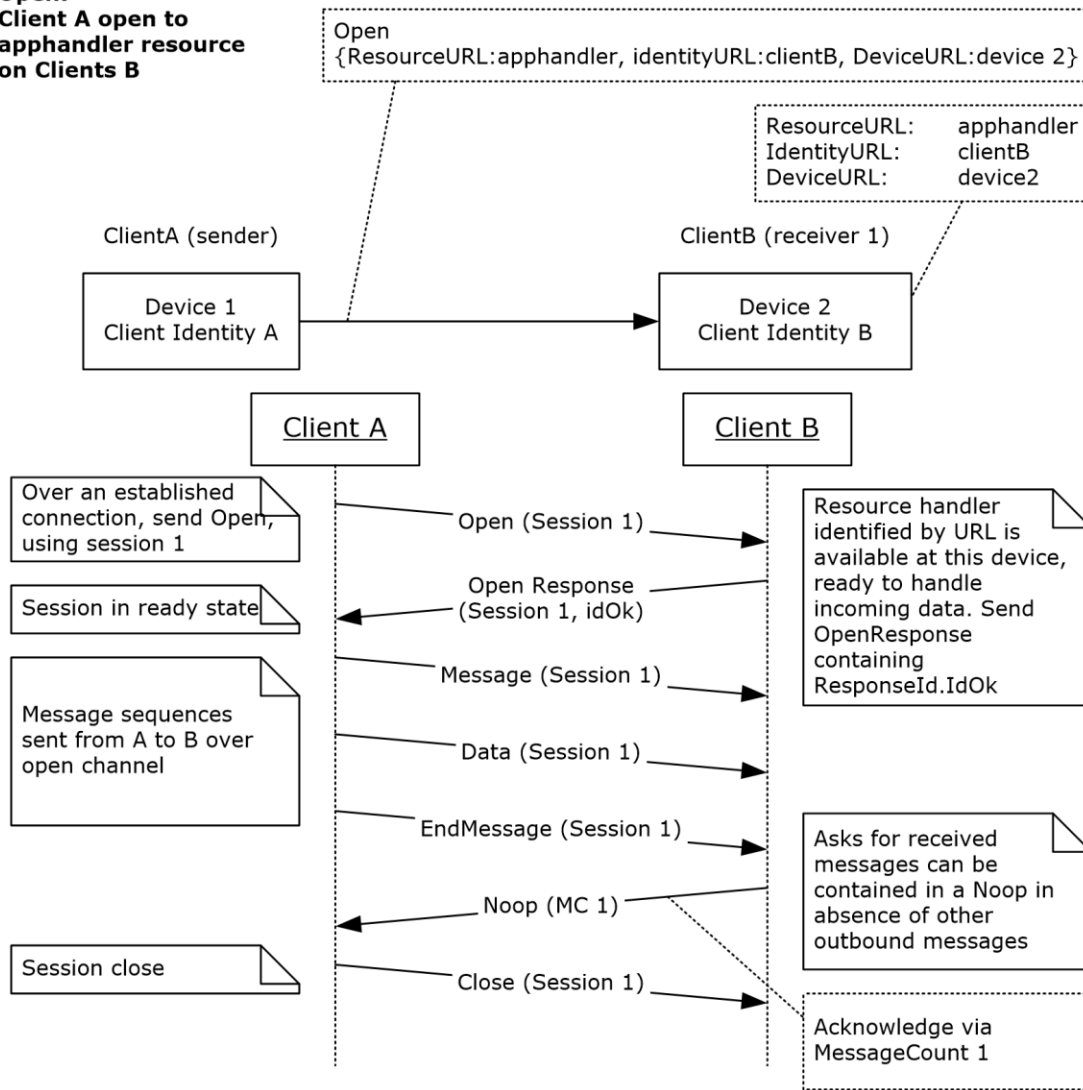 Open:
Client A open to
apphandler resource
on Clients B
Open
{ResourceURL:apphandler, identityURL:clientB, DeviceURL:device 2}
ResourceURL: apphandler
IdentityURL: clientB
DeviceURL: device2
ClientA (sender)
ClientB (receiver 1)
Device 1
Client Identity A
Device 2
Client Identity B
Client A
Client B
Over an established
connection, send Open,
using session 1
Open (Session 1)
Resource handler
identified by URL is
available at this device,
ready to handle
incoming data. Send
OpenResponse
containing
ResponseId.IdOk
Open Response
(Session 1, idOk)
Session in ready state
Message (Session 1)
Message sequences
sent from A to B over
open channel
Data (Session 1)
EndMessage (Session 1)
Asks for received
messages can be
contained in a Noop in
absence of other
outbound messages
Noop (MC 1)
Session close
Close (Session 1)
Acknowledge via
MessageCount 1